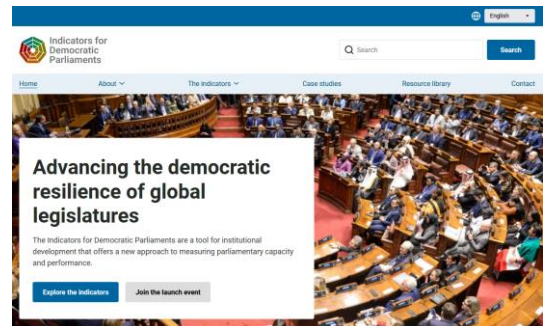 English
Indicators for
Democratic
Parliaments
Search
Search
Home
About
The Indicators
Case studies
Resource library
Contact
Advancing the democratic
resilience of global
legislatures
The Indicators for Democratic Parliaments are a tool for institutional
development that offers a new approach to measuring parliamentary capacity
and performance.
Explore the indicators
Join the launch event